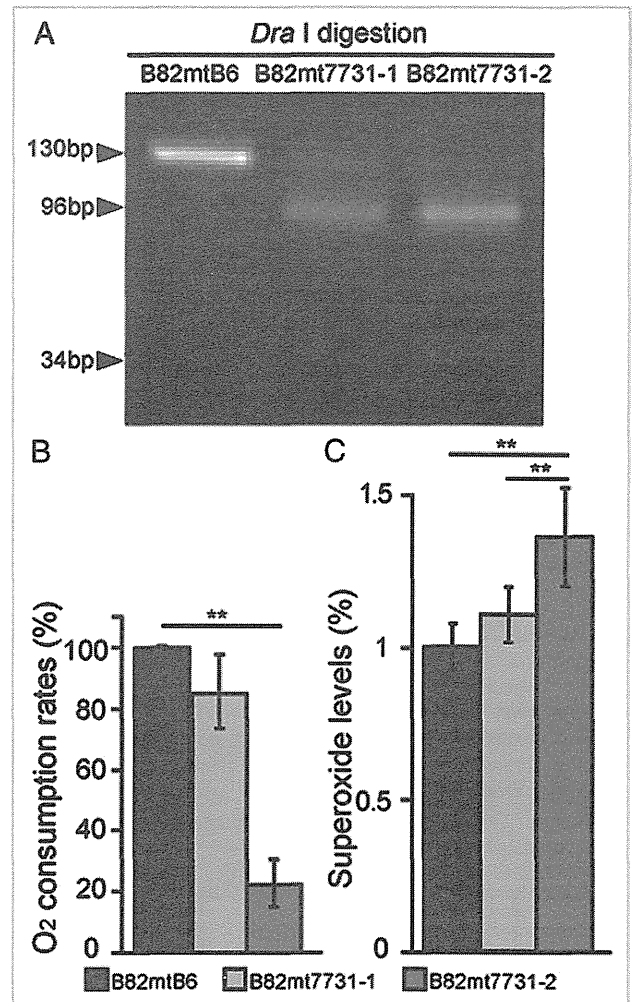 A
Dra I digestion
B82mtB6 B82mt7731-1 B82mt7731-2
130bp
96bp
34bp
B
O2 consumption rates (%)
100
80
60
40
20
0
**
C
Superoxide levels (%)
1.5
1
0.5
0
**
**
B82mtB6 B82mt7731-1 B82mt7731-2